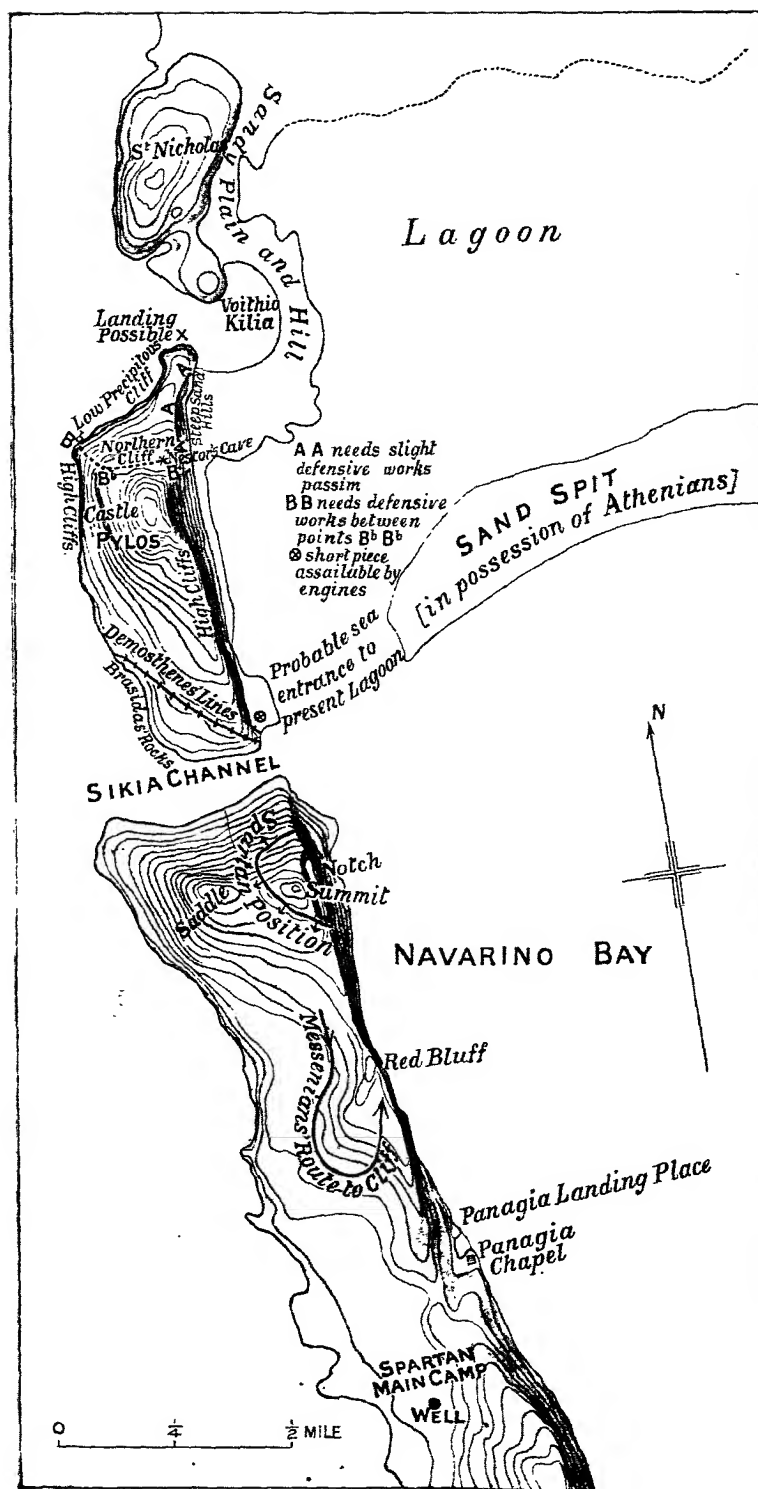 St Nicholas
Sandy Plain and Hill
Lagoon
Voithio
Kilia
Landing
Possible x
Low Precipitous
Cliff
A
A
Steep Sand
Hills
Northern
Cliff
x Nestor's Cave
Bb
High Cliffs
Castle
PYLOS
High Cliffs
A A needs slight
defensive works
passim
B B needs defensive
works between
points Bb Bb
⊗ short piece
assailable by
engines
SAND SPIT
[in possession of Athenians]
Probable sea
entrance to
present Lagoon
Demosthenes' Lines
Brasidas' Rocks
⊗
SIKIA CHANNEL
N
Spartan
Position
Notch
Summit
Saddle
NAVARINO BAY
Messenians' Route to Cliff
Red Bluff
Panagia Landing Place
Panagia
Chapel
SPARTAN
MAIN CAMP
WELL
0 1/4 1/2 MILE